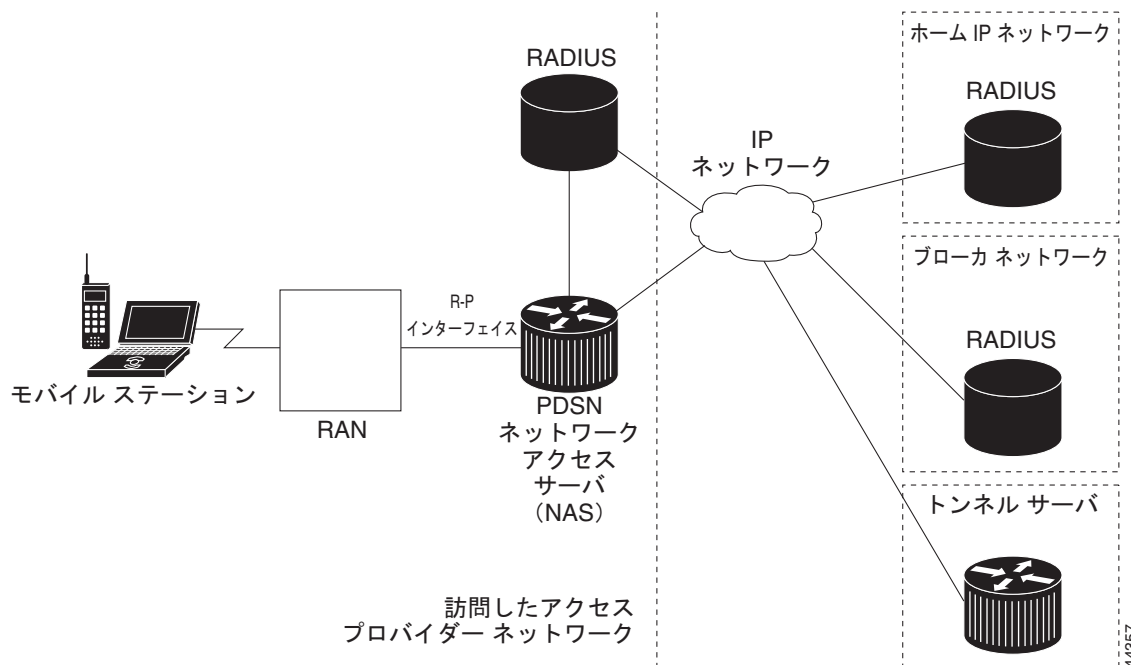 RADIUS
ホーム IP ネットワーク
RADIUS
IP
ネットワーク
ブローカ ネットワーク
RADIUS
R-P
インターフェイス
モバイル ステーション
RAN
PDSN
ネットワーク
アクセス
サーバ
（NAS）
トンネル サーバ
訪問したアクセス
プロバイダー ネットワーク